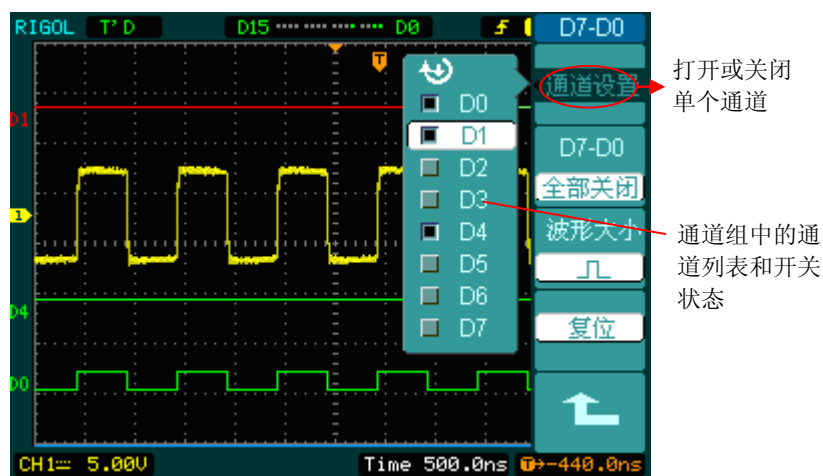 RIGOL T'D D15 D0 D7-D0
通道设置
D0
D1
D2
D3
D4
D5
D6
D7
D7-D0
全部关闭
波形大小
复位
D1
1
D4
D0
T
CH1 5.00V Time 500.0ns T→-440.0ns
打开或关闭
单个通道
通道组中的通
道列表和开关
状态